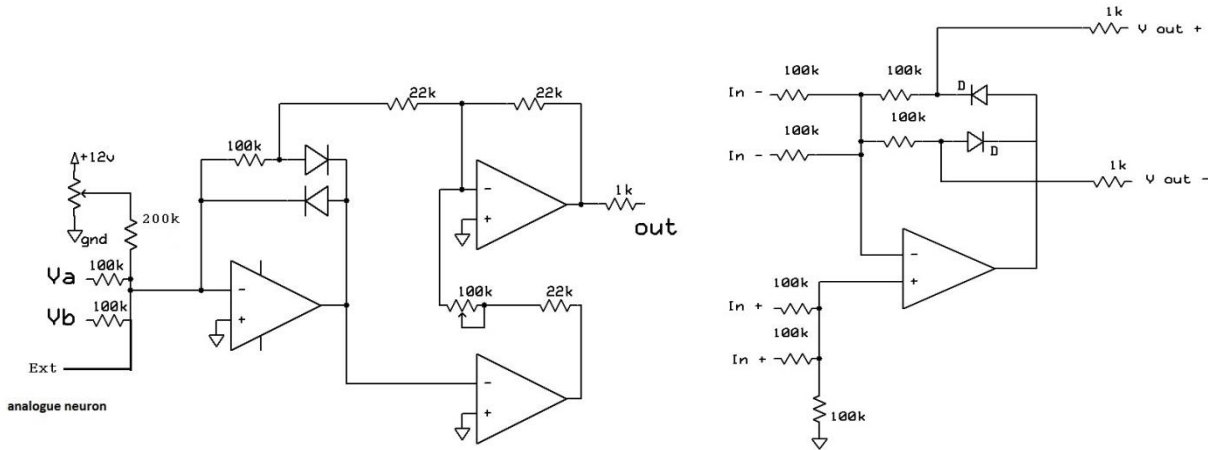 22k
22k
100k
+12v
200k
gnd
Va
100k
Vb
100k
Ext
analogue neuron
-
+
-
+
1k
out
100k
22k
-
+
1k
V out +
100k
100k
D
In -
100k
100k
In -
D
1k
V out -
-
+
100k
In +
100k
In +
100k